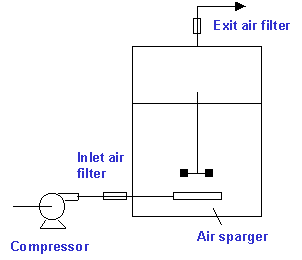 Exit air filter
Inlet air
filter
Air sparger
Compressor